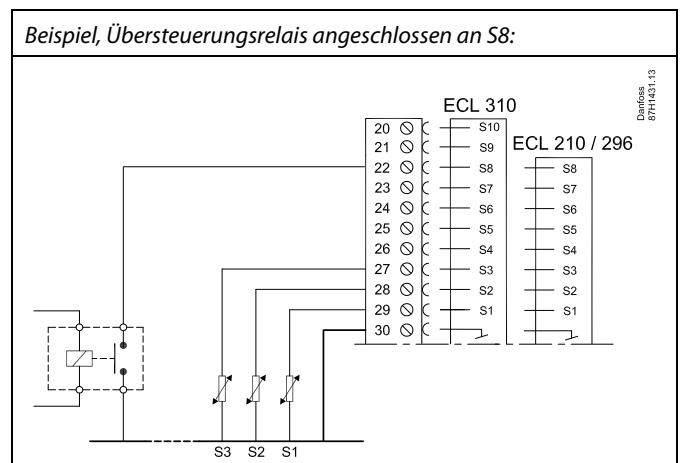 Beispiel, Übersteuerungsrelais angeschlossen an S8:
Danfoss
87H1431.13
ECL 310
ECL 210 / 296
20 S10
21 S9
22 S8 S8
23 S7 S7
24 S6 S6
25 S5 S5
26 S4 S4
27 S3 S3
28 S2 S2
29 S1 S1
30
S3 S2 S1